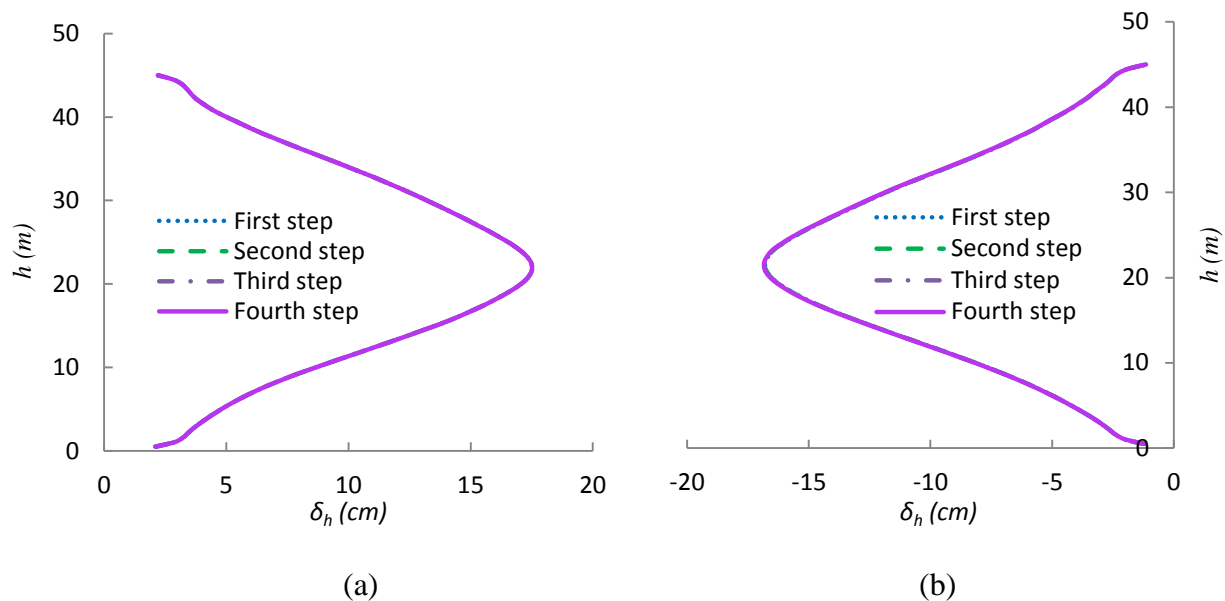 50
40
30
20
10
0
h (m)
First step
Second step
Third step
Fourth step
0
5
10
15
20
δh (cm)
(a)
50
40
30
20
10
0
h (m)
First step
Second step
Third step
Fourth step
-20
-15
-10
-5
0
δh (cm)
(b)